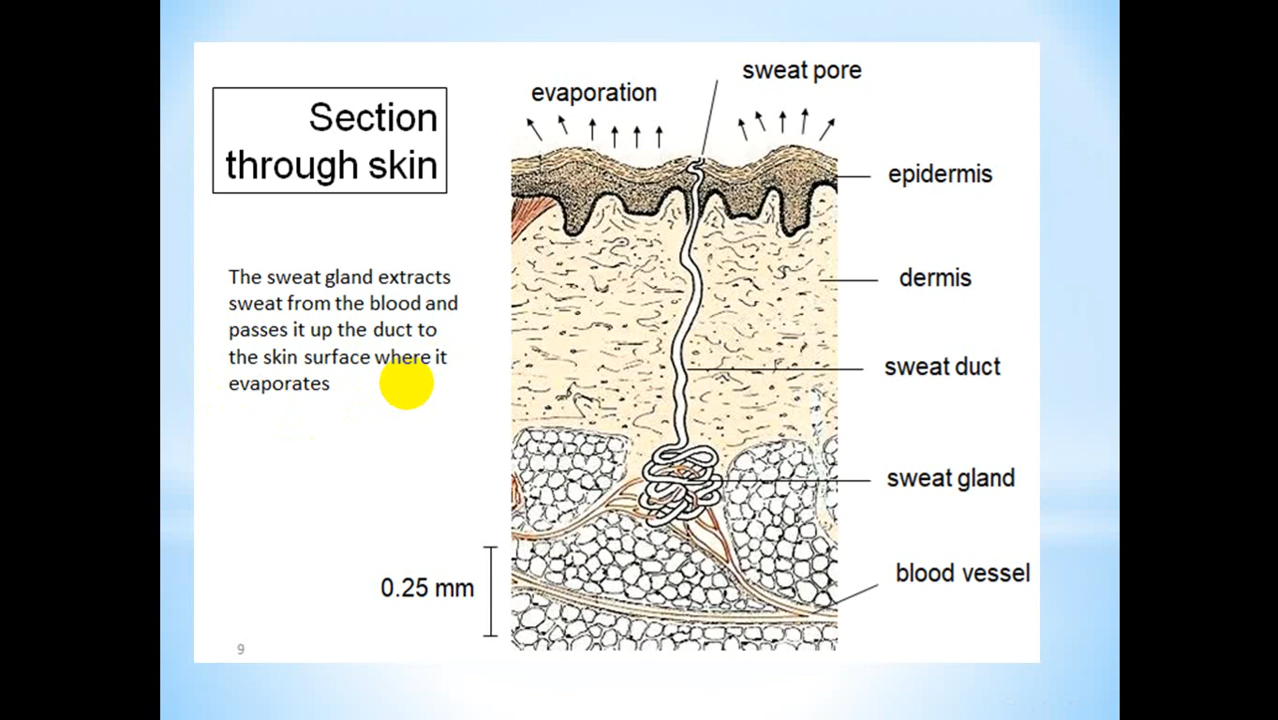 sweat pore
evaporation
Section
through skin
epidermis
The sweat gland extracts
sweat from the blood and
passes it up the duct to
the skin surface where it
evaporates
dermis
sweat duct
sweat gland
blood vessel
0.25 mm
9